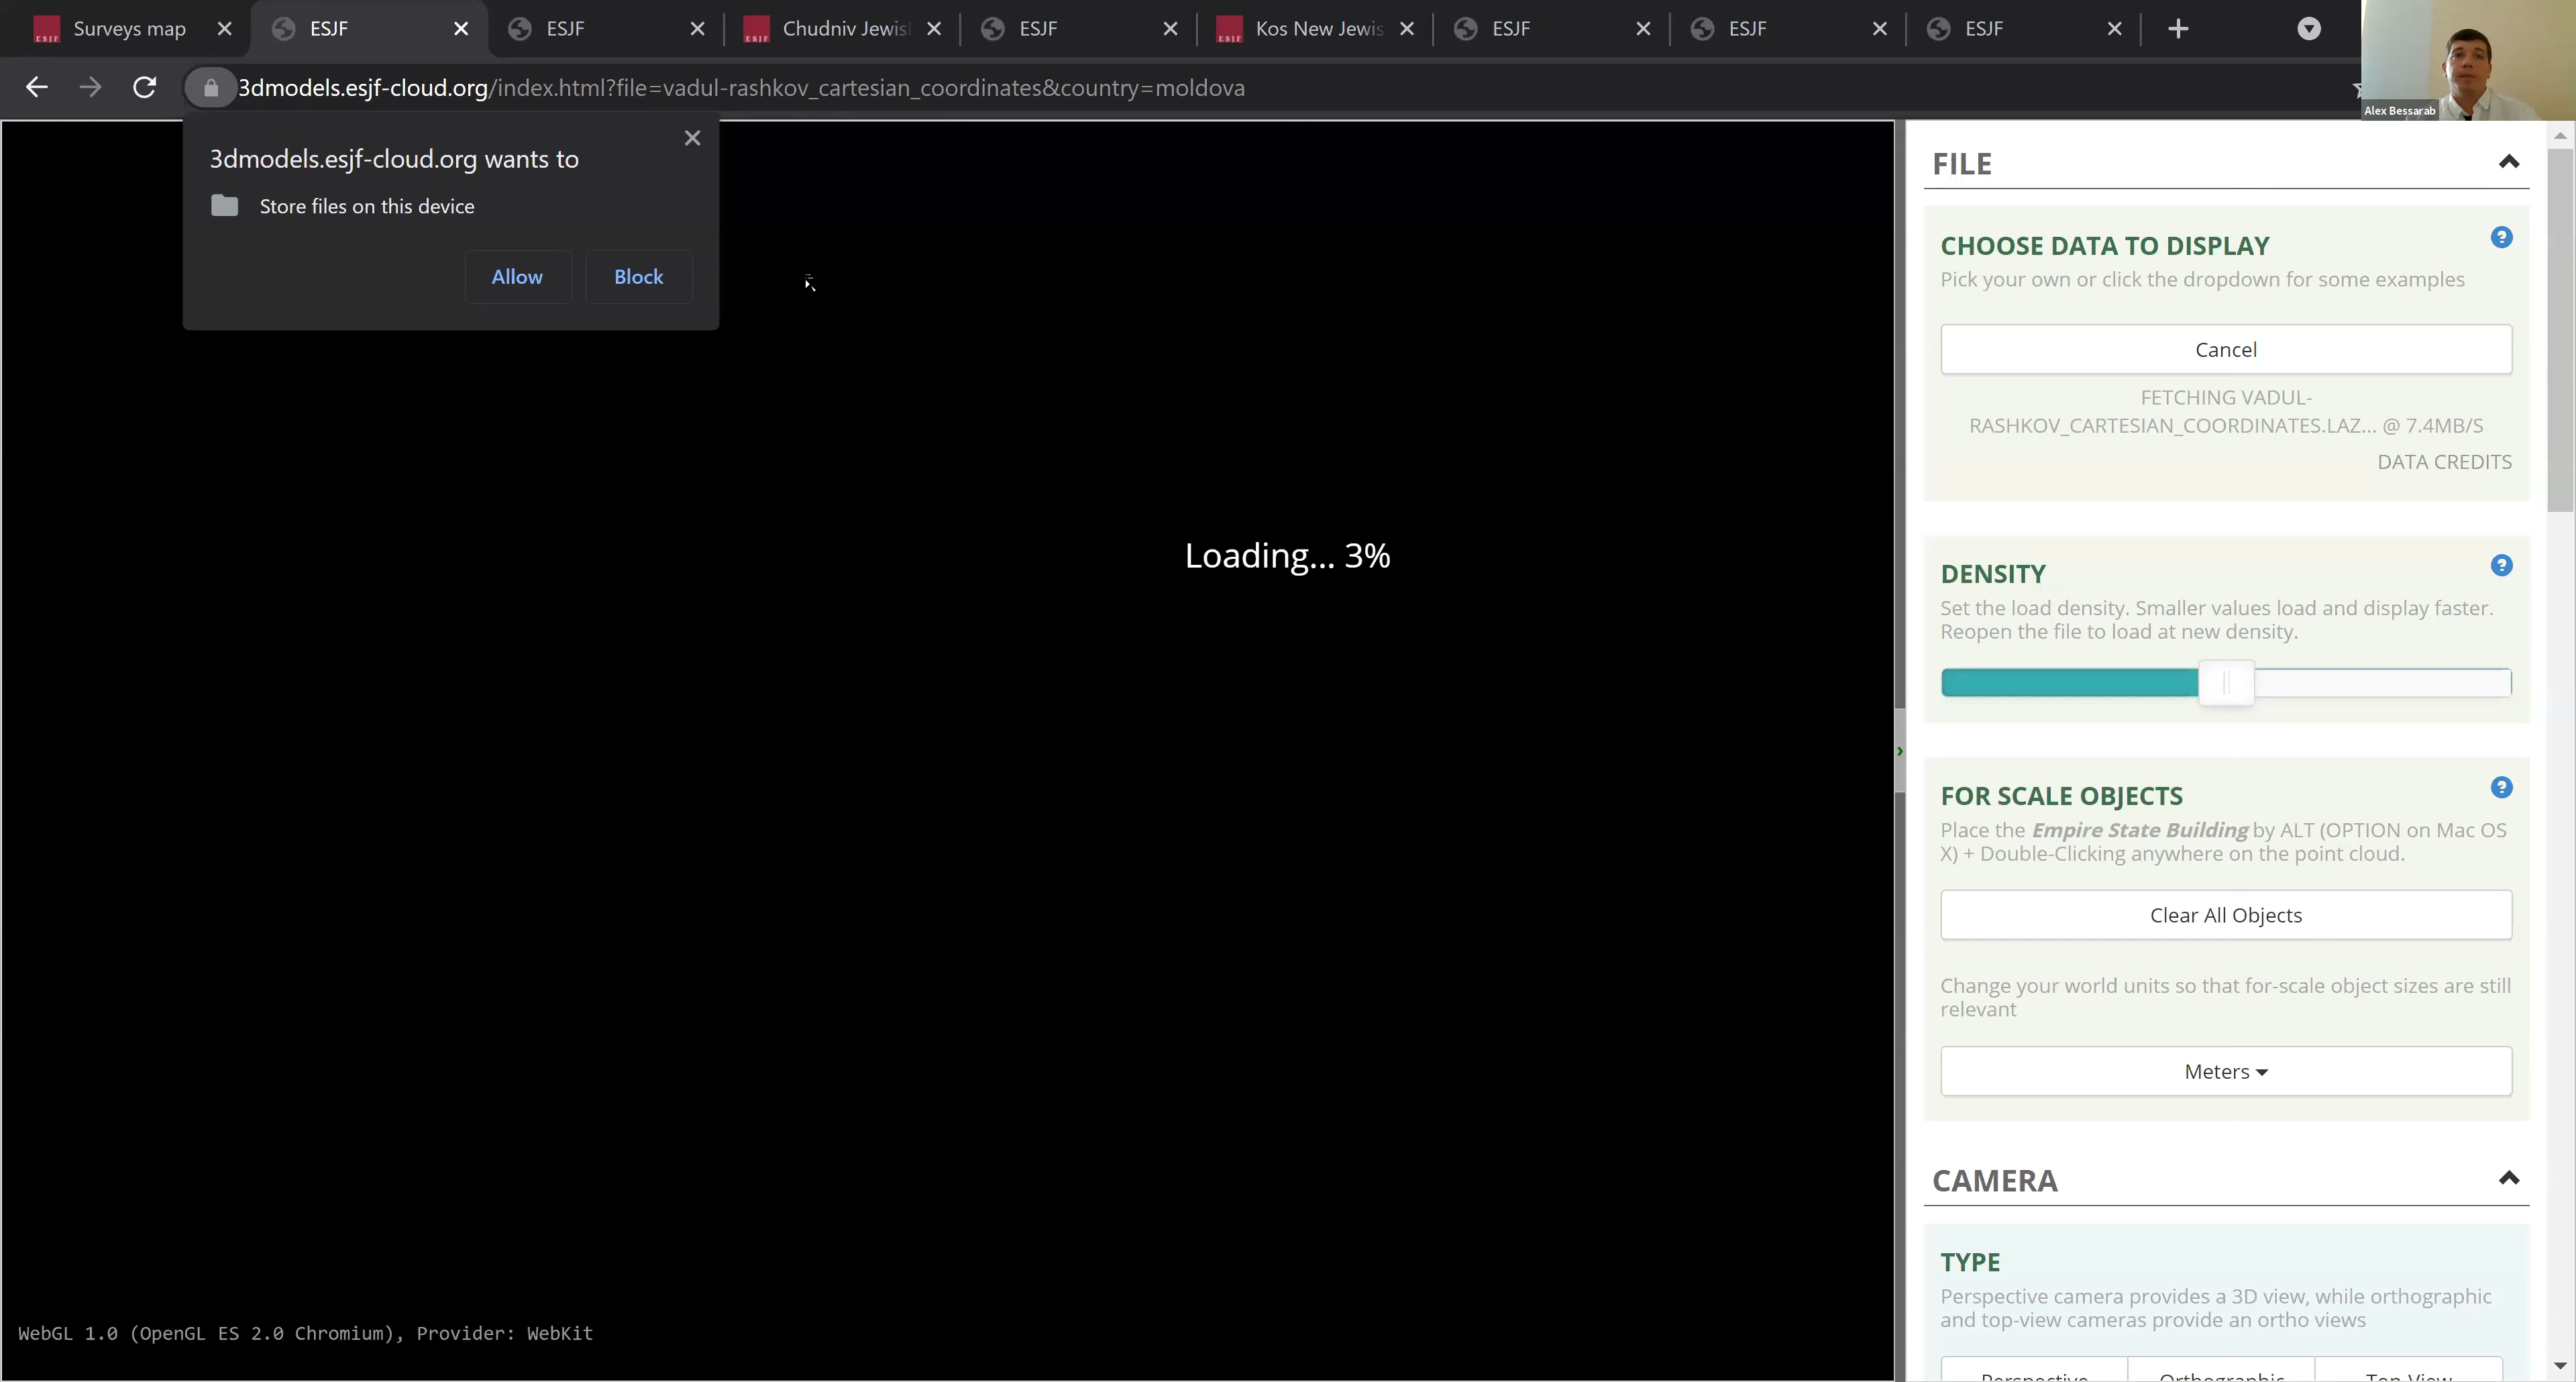 Surveys map
ESJF
ESJF
Chudniv Jewis
ESJF
Kos New Jewis
ESJF
ESJF
ESJF
3dmodels.esjf-cloud.org/index.html?file=vadul-rashkov_cartesian_coordinates&country=moldova
Alex Bessarab
3dmodels.esjf-cloud.org wants to
Store files on this device
Allow
Block
Loading... 3%
WebGL 1.0 (OpenGL ES 2.0 Chromium), Provider: WebKit
FILE
CHOOSE DATA TO DISPLAY
Pick your own or click the dropdown for some examples
Cancel
FETCHING VADUL-
RASHKOV_CARTESIAN_COORDINATES.LAZ... @ 7.4MB/S
DATA CREDITS
DENSITY
Set the load density. Smaller values load and display faster.
Reopen the file to load at new density.
FOR SCALE OBJECTS
Place the Empire State Building by ALT (OPTION on Mac OS
X) + Double-Clicking anywhere on the point cloud.
Clear All Objects
Change your world units so that for-scale object sizes are still
relevant
Meters
CAMERA
TYPE
Perspective camera provides a 3D view, while orthographic
and top-view cameras provide an ortho views
Perspective
Orthographic
Top View